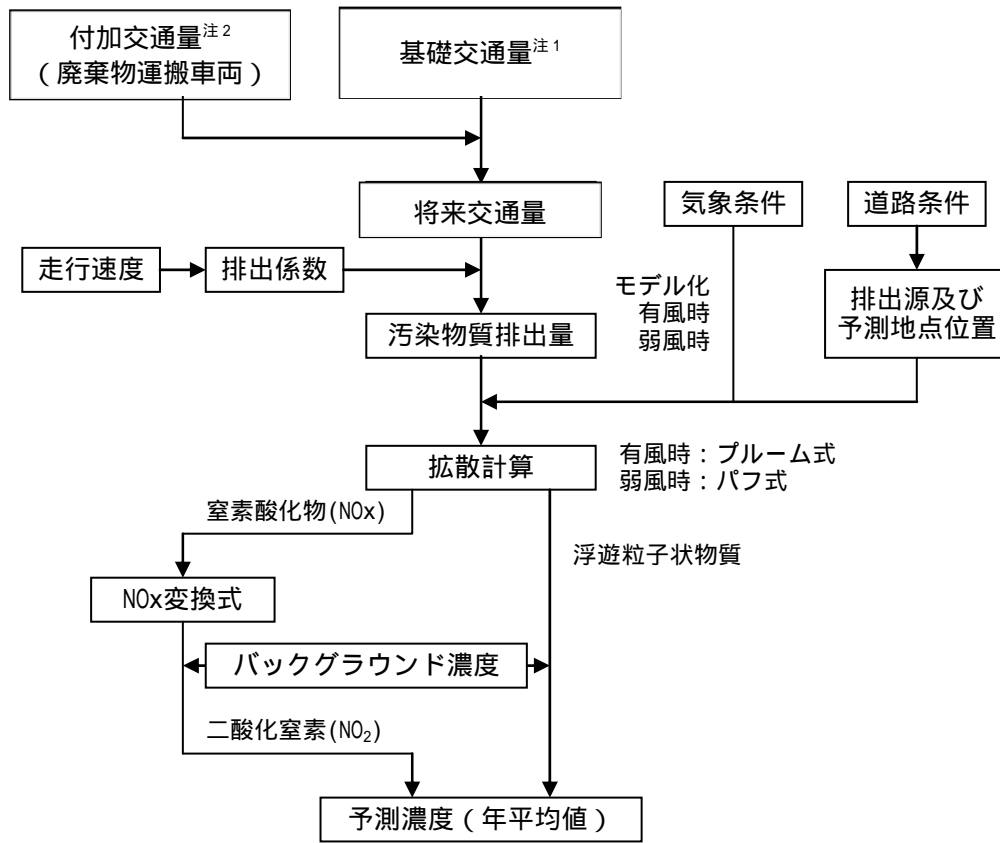 付加交通量注2
(廃棄物運搬車両)
基礎交通量注1
将来交通量
気象条件
道路条件
走行速度
排出係数
モデル化
有風時
弱風時
排出源及び
予測地点位置
汚染物質排出量
拡散計算
有風時:プルーム式
弱風時:パフ式
窒素酸化物(NOx)
浮遊粒子状物質
NOx変換式
バックグラウンド濃度
二酸化窒素(NO₂)
予測濃度(年平均値)